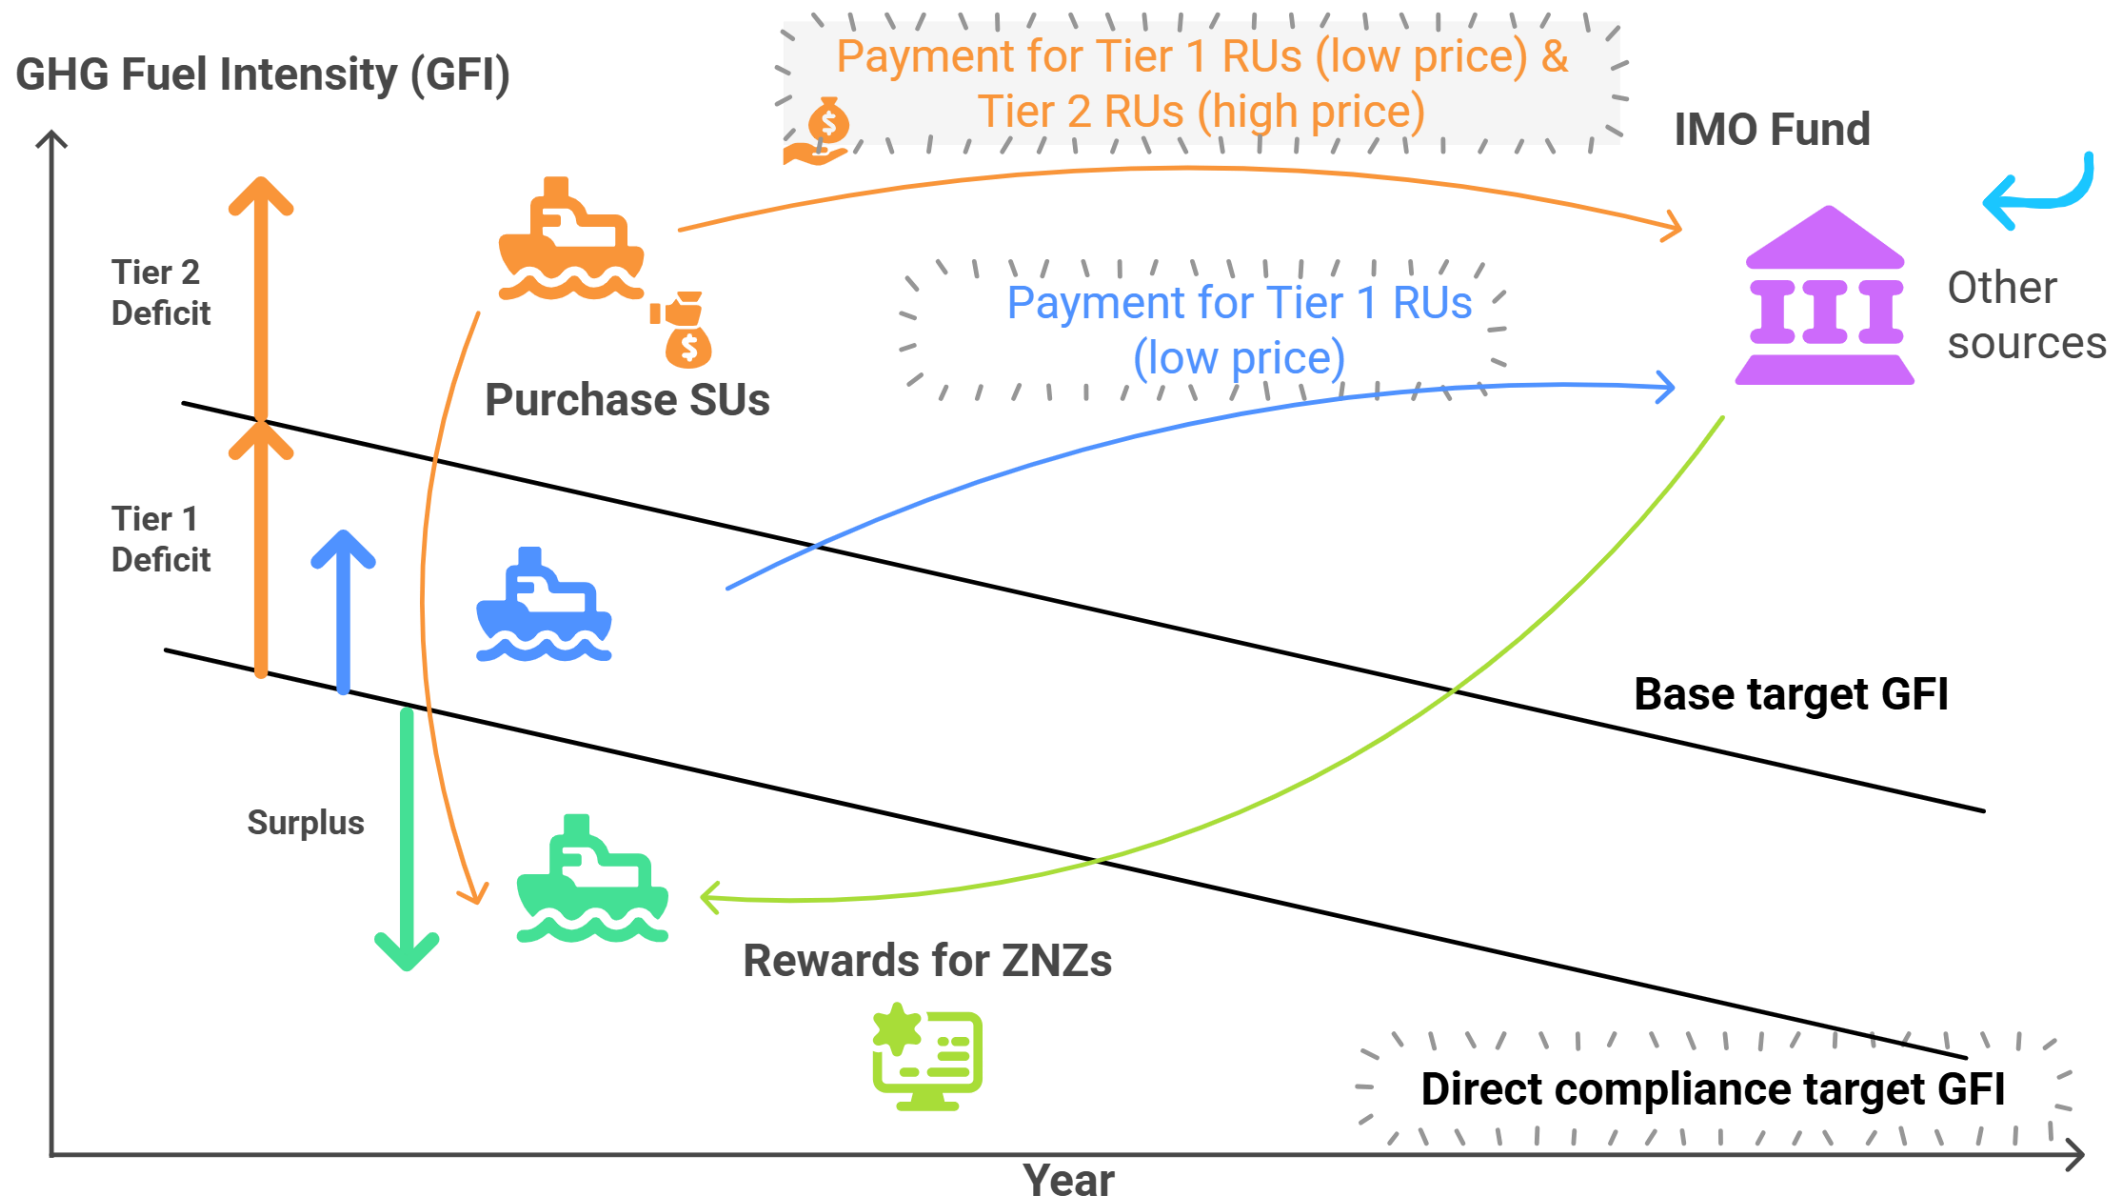 GHG Fuel Intensity (GFI)
Payment for Tier 1 RUs (low price) &
Tier 2 RUs (high price)
IMO Fund
Other
sources
Tier 2
Deficit
Payment for Tier 1 RUs
(low price)
Purchase SUs
Tier 1
Deficit
Base target GFI
Surplus
Rewards for ZNZs
Direct compliance target GFI
Year